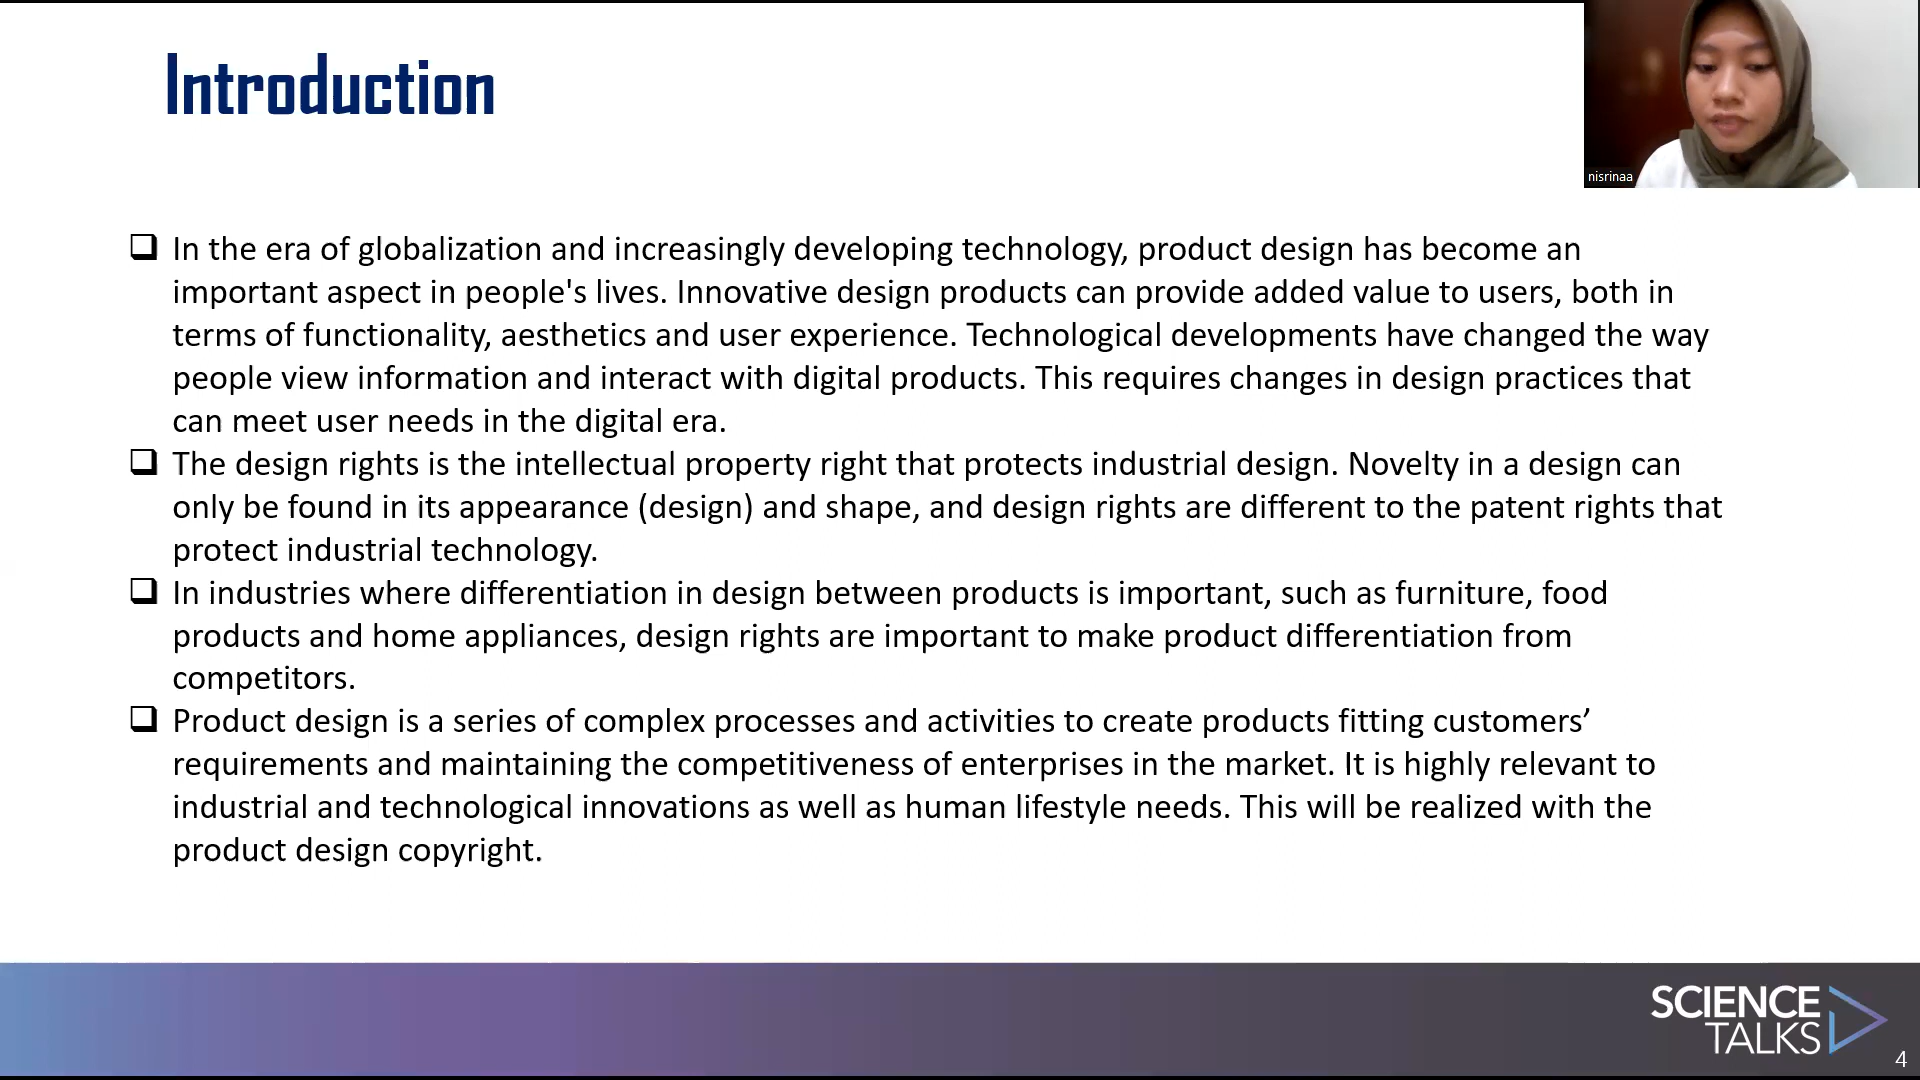 Introduction
nisrinaa
In the era of globalization and increasingly developing technology, product design has become an
important aspect in people's lives. Innovative design products can provide added value to users, both in
terms of functionality, aesthetics and user experience. Technological developments have changed the way
people view information and interact with digital products. This requires changes in design practices that
can meet user needs in the digital era.
The design rights is the intellectual property right that protects industrial design. Novelty in a design can
only be found in its appearance (design) and shape, and design rights are different to the patent rights that
protect industrial technology.
In industries where differentiation in design between products is important, such as furniture, food
products and home appliances, design rights are important to make product differentiation from
competitors.
Product design is a series of complex processes and activities to create products fitting customers’
requirements and maintaining the competitiveness of enterprises in the market. It is highly relevant to
industrial and technological innovations as well as human lifestyle needs. This will be realized with the
product design copyright.
SCIENCE
TALKS
4